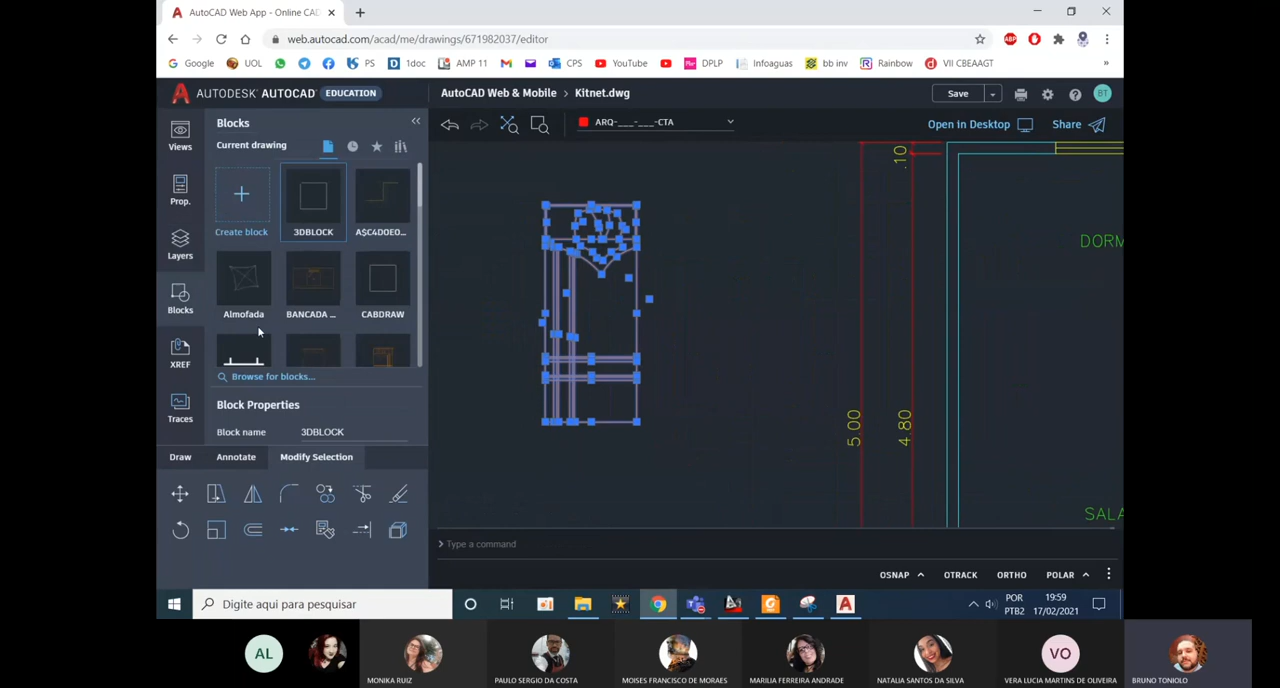 AutoCAD Web App - Online CAD
web.autocad.com/acad/me/drawings/671982037/editor
ABP
Google UOL PS 1doc AMP 11 CPS YouTube DPLP Infoaguas bb inv Rainbow VII CBEAAGT »
AUTODESK AUTOCAD EDUCATION
AutoCAD Web & Mobile > Kitnet.dwg
Save
BT
Views
Prop.
Layers
Blocks
XREF
Traces
Blocks
Current drawing
Create block
3DBLOCK
A$C4D0E0...
Almofada
BANCADA ...
CABDRAW
Browse for blocks...
Block Properties
Block name 3DBLOCK
Draw Annotate Modify Selection
ARQ-___-___-CTA
Open in Desktop Share
.10
5.00
4.80
DORM
SALA
Type a command
OSNAP OTRACK ORTHO POLAR
Digite aqui para pesquisar
POR
PTB2
19:59
17/02/2021
AL
MONIKA RUIZ
PAULO SERGIO DA COSTA
MOISES FRANCISCO DE MORAES
MARILIA FERREIRA ANDRADE
NATALIA SANTOS DA SILVA
VO
VERA LUCIA MARTINS DE OLIVEIRA
BRUNO TONIOLO